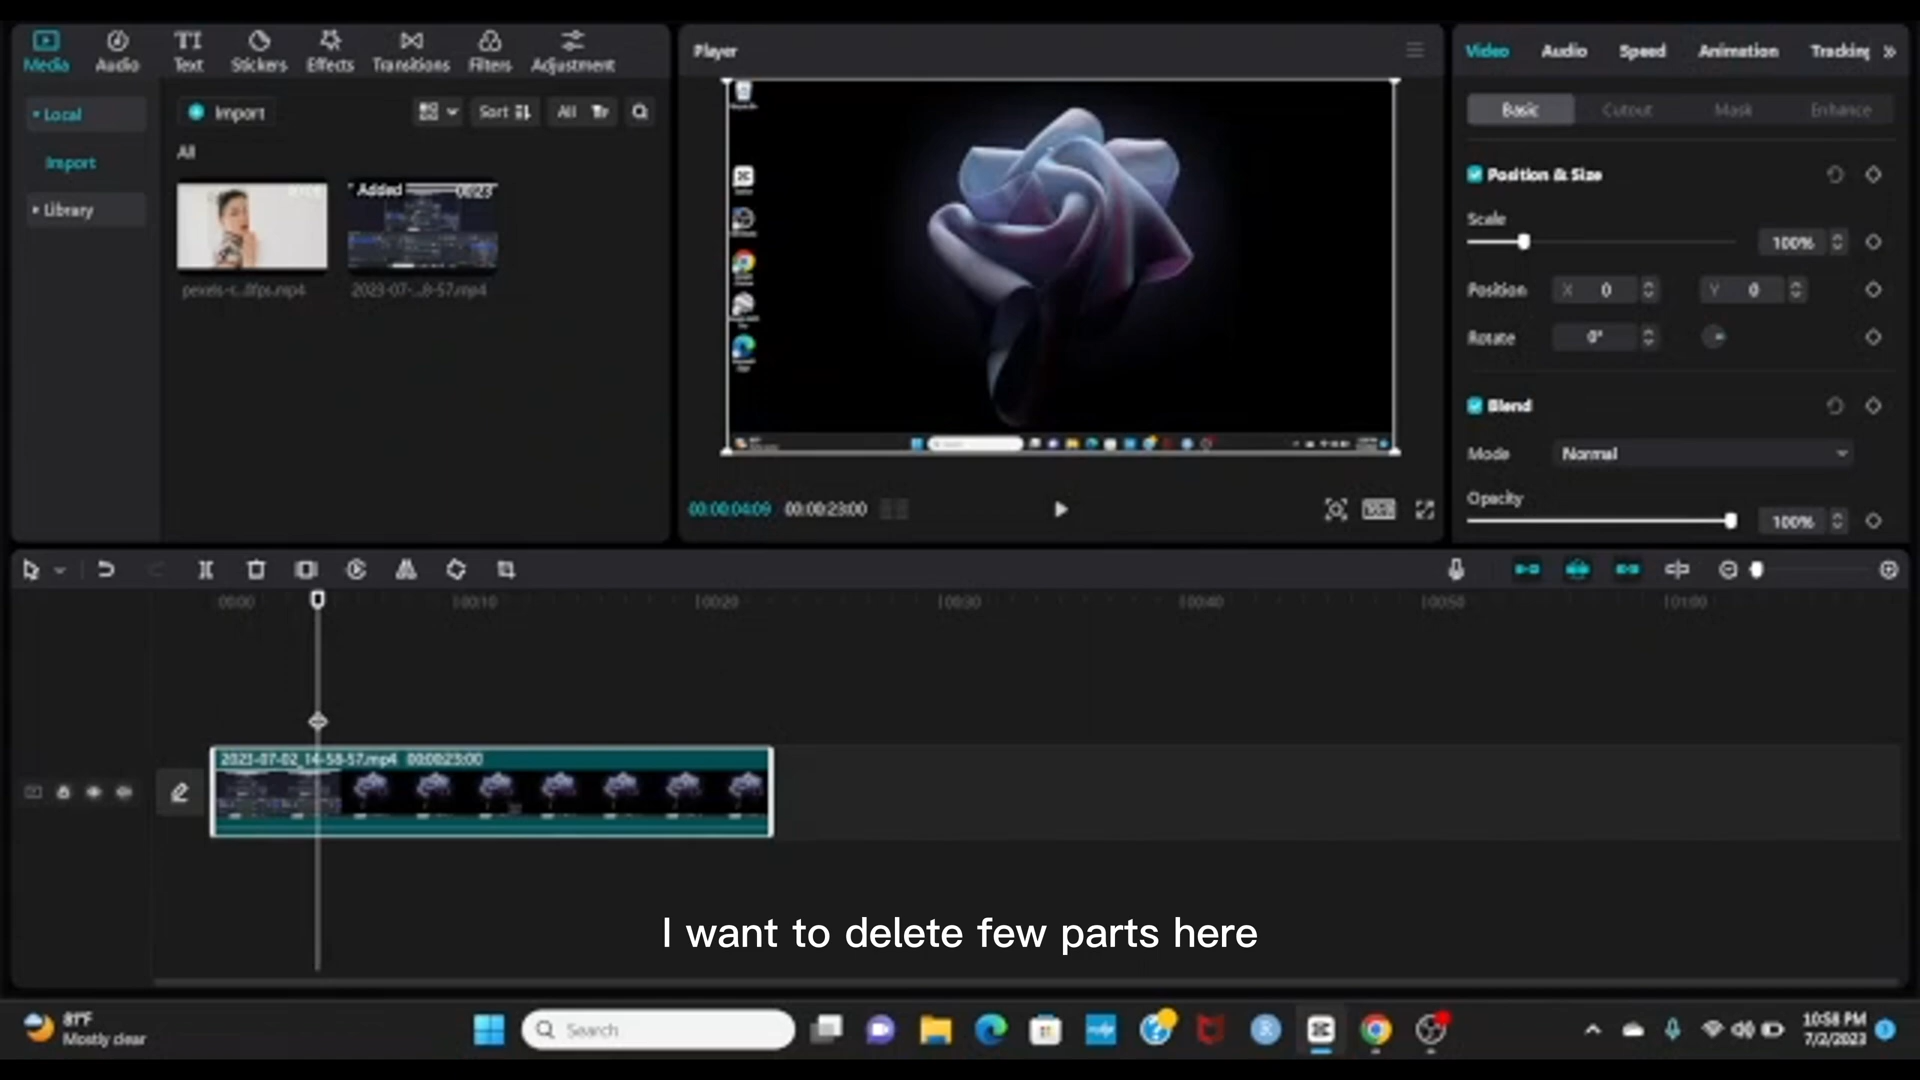 Media
Audio
Text
Stickers
Effects
Transitions
Filters
Adjustment
Local
Import
Library
Import
Sort
All
All
Added 00:23
pexels-s...8fps.mp4
2023-07-...8-57.mp4
Player
00:00:04:09 00:00:23:00
Video
Audio
Speed
Animation
Tracking
Basic
Cutout
Mask
Enhance
Position & Size
Scale
100%
Position X 0 Y 0
Rotate 0°
Blend
Mode Normal
Opacity
100%
00:00 00:10 00:20 00:30 00:40 00:50 01:00
2023-07-02_14-58-57.mp4 00:00:23:00
I want to delete few parts here
81°F
Mostly clear
Search
10:58 PM
7/2/2023